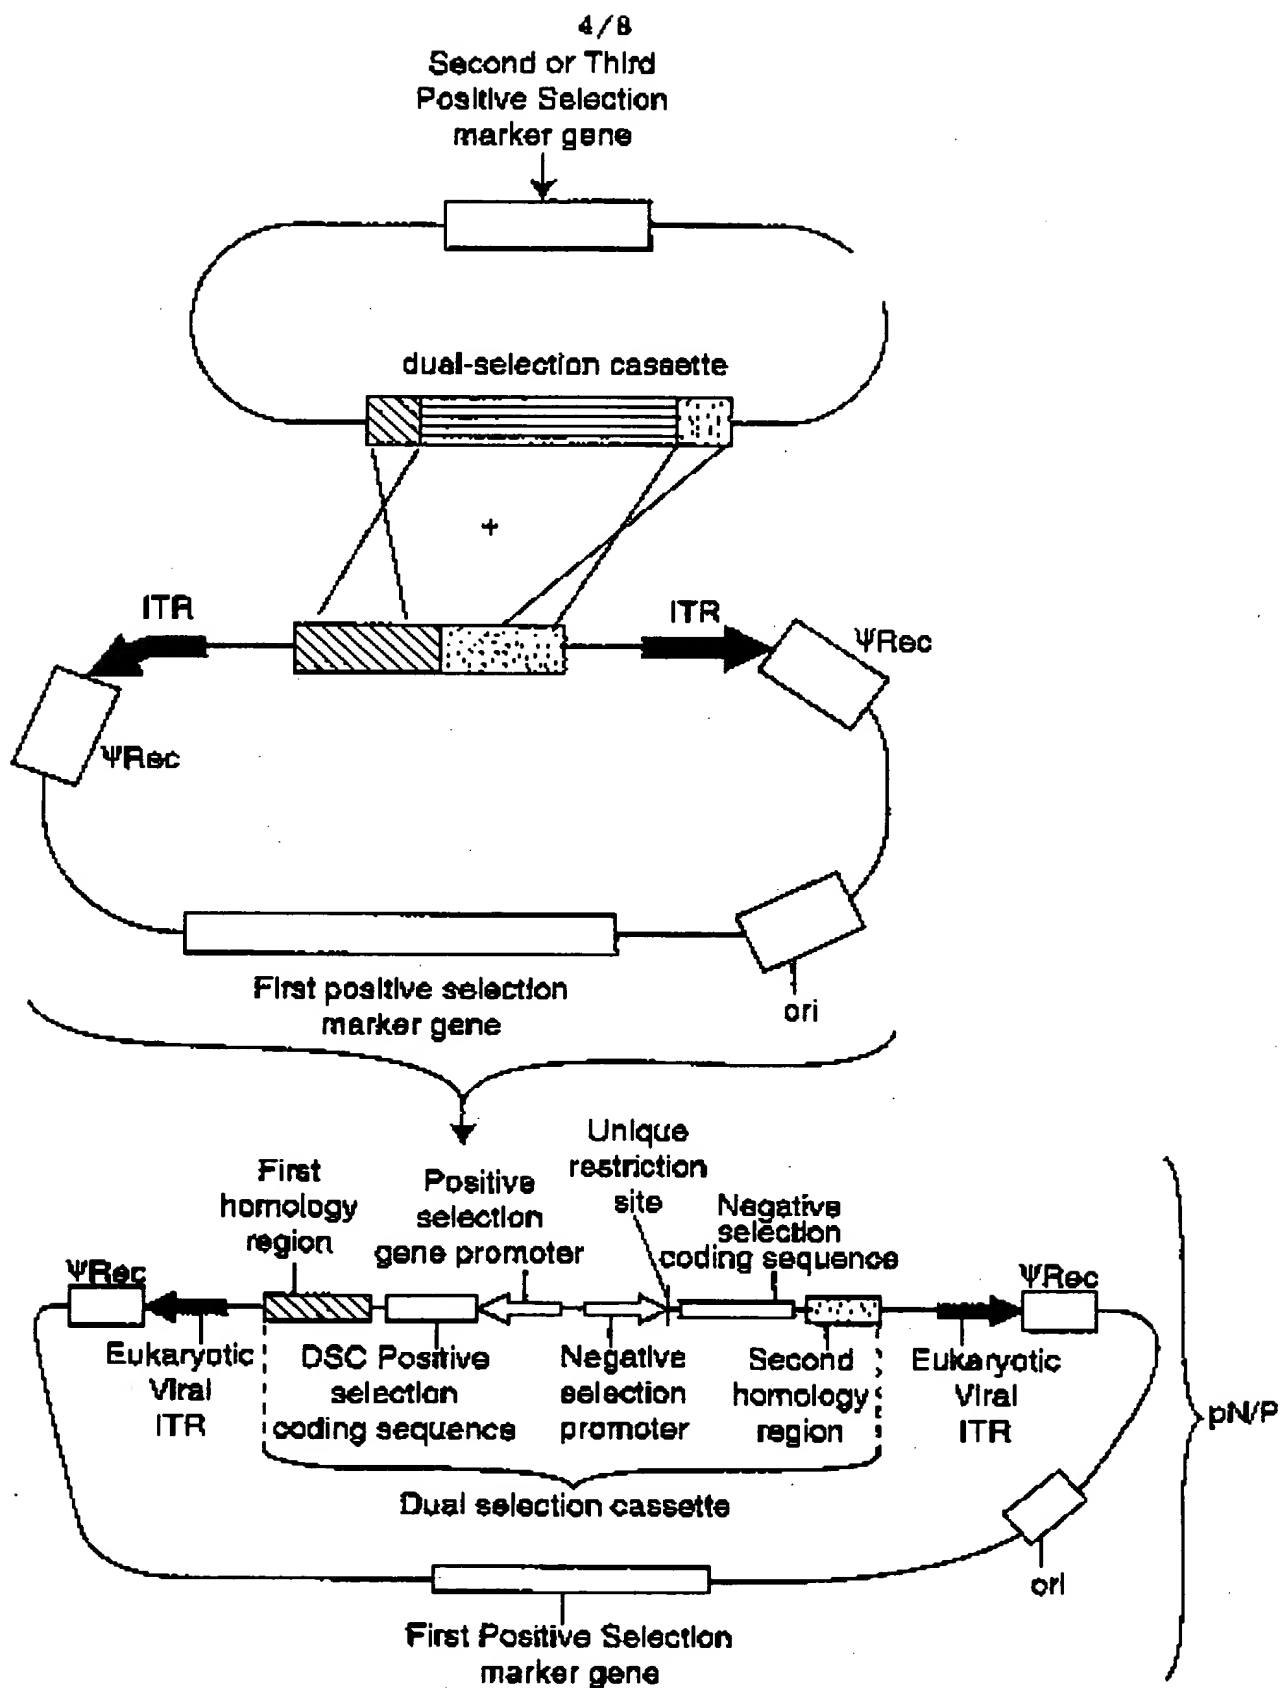 4/8
Second or Third
Positive Selection
marker gene
dual-selection cassette
+
ITR
ITR
ΨRec
ΨRec
First positive selection
marker gene
ori
Unique
restriction
site
First
homology
region
Positive
selection
gene promoter
Negative
selection
coding sequence
ΨRec
ΨRec
Eukaryotic
Viral
ITR
DSC Positive
selection
coding sequence
Negative
selection
promoter
Second
homology
region
Eukaryotic
Viral
ITR
pN/P
Dual selection cassette
ori
First Positive Selection
marker gene